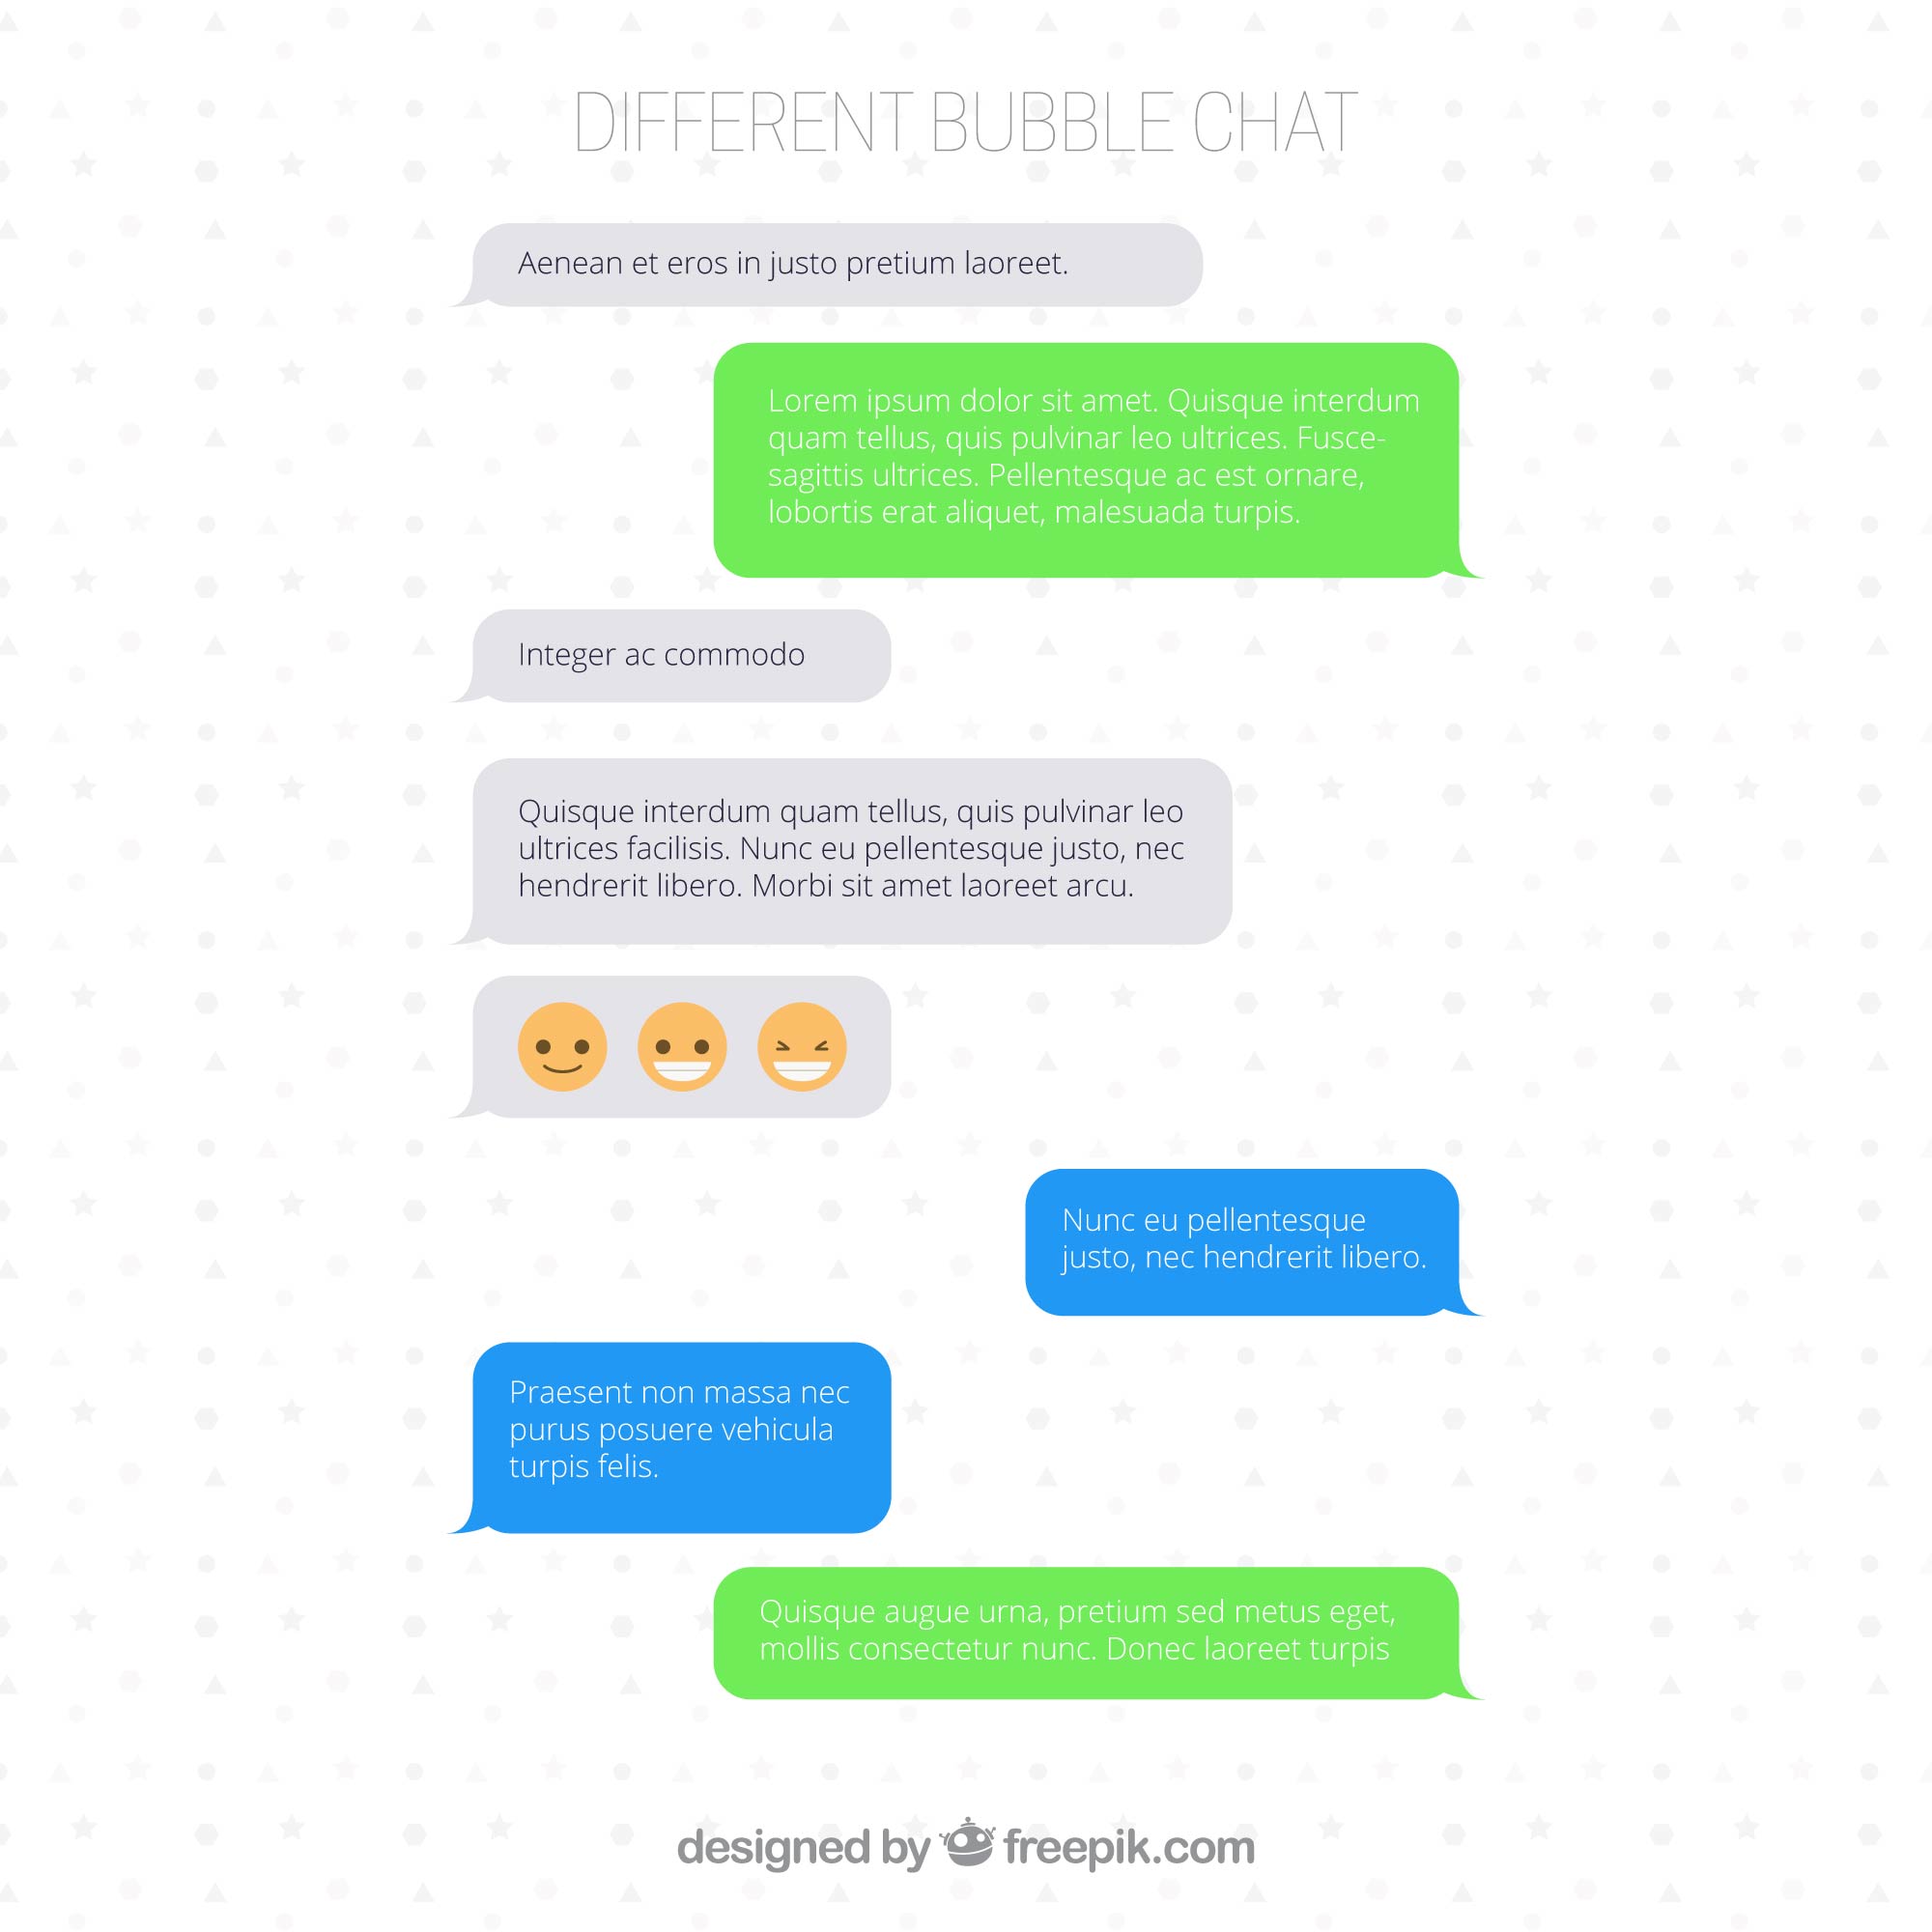 DIFFERENT BUBBLE CHAT
Aenean et eros in justo pretium laoreet.
Lorem ipsum dolor sit amet. Quisque interdum
quam tellus, quis pulvinar leo ultrices. Fusce-
sagittis ultrices. Pellentesque ac est ornare,
lobortis erat aliquet, malesuada turpis.
Integer ac commodo
Quisque interdum quam tellus, quis pulvinar leo
ultrices facilisis. Nunc eu pellentesque justo, nec
hendrerit libero. Morbi sit amet laoreet arcu.
Nunc eu pellentesque
justo, nec hendrerit libero.
Praesent non massa nec
purus posuere vehicula
turpis felis.
Quisque augue urna, pretium sed metus eget,
mollis consectetur nunc. Donec laoreet turpis
designed by freepik.com